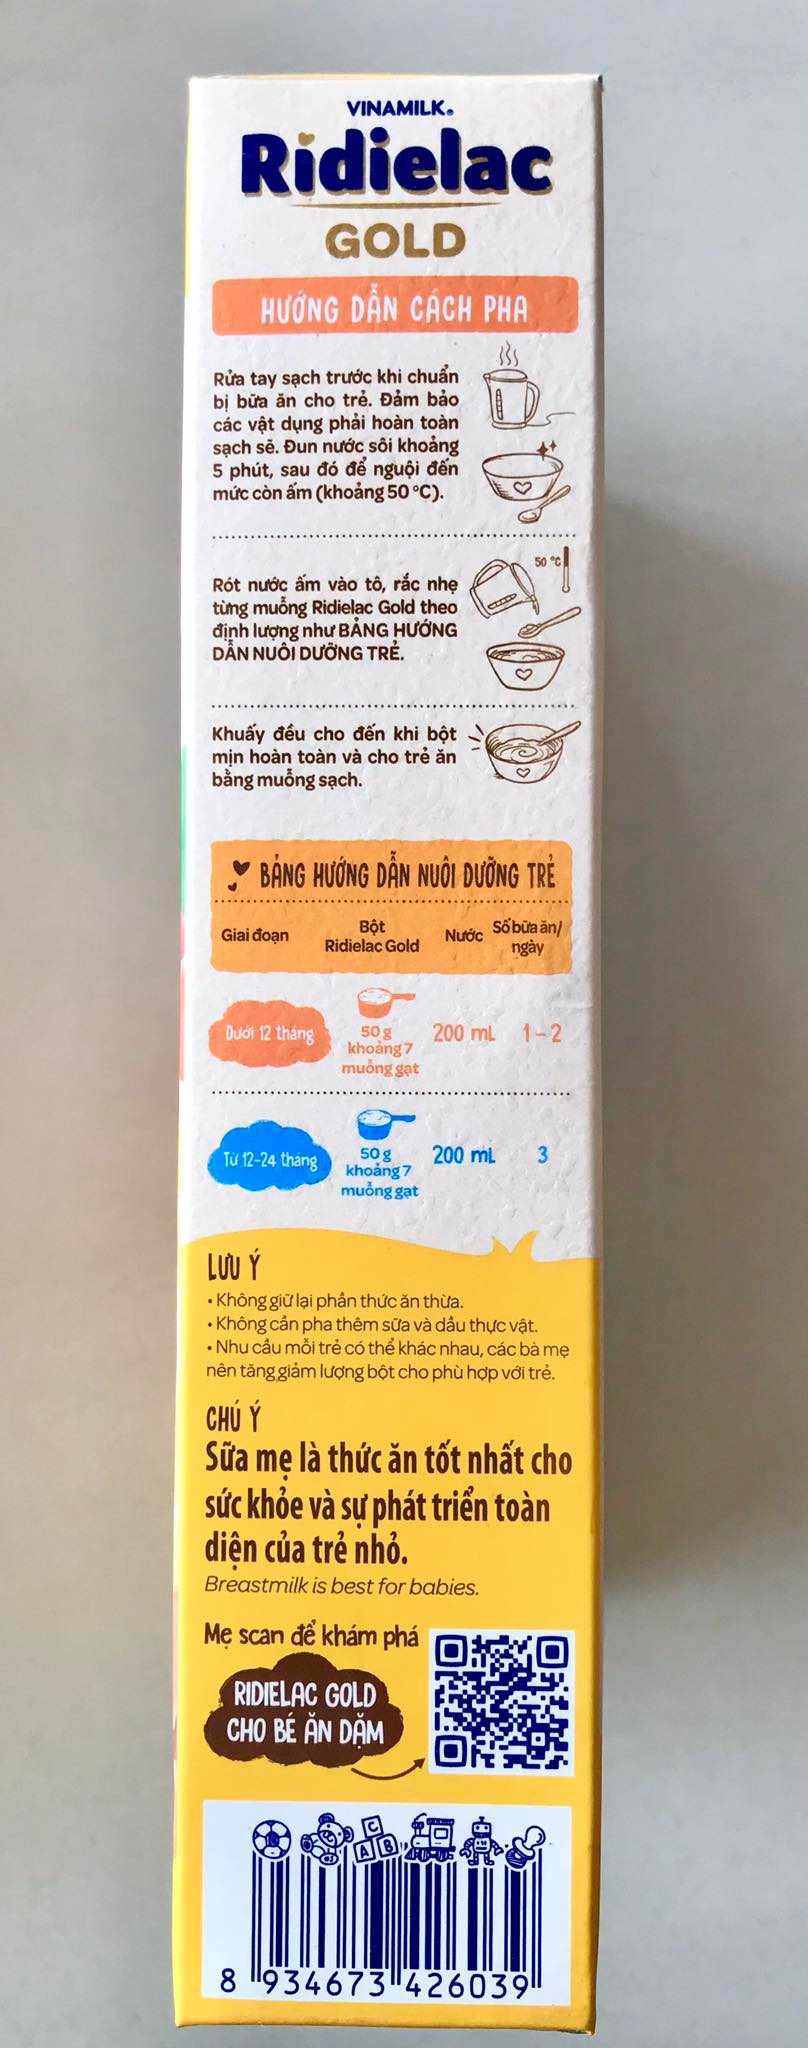 VINAMILK®
Ridielac
GOLD
HƯỚNG DẪN CÁCH PHA
Rửa tay sạch trước khi chuẩn
bị bữa ăn cho trẻ. Đảm bảo
các vật dụng phải hoàn toàn
sạch sẽ. Đun nước sôi khoảng
5 phút, sau đó để nguội đến
mức còn ấm (khoảng 50 °C).
50 °C
Rót nước ấm vào tô, rắc nhẹ
từng muỗng Ridielac Gold theo
định lượng như BẢNG HƯỚNG
DẪN NUÔI DƯỠNG TRẺ.
Khuấy đều cho đến khi bột
mịn hoàn toàn và cho trẻ ăn
bằng muỗng sạch.
BẢNG HƯỚNG DẪN NUÔI DƯỠNG TRẺ
Giai đoạn
Bột
Ridielac Gold
Nước
Số bữa ăn/
ngày
Dưới 12 tháng
50 g
khoảng 7
muỗng gạt
200 mL
1 – 2
Từ 12-24 tháng
50 g
khoảng 7
muỗng gạt
200 mL
3
LƯU Ý
• Không giữ lại phần thức ăn thừa.
• Không cần pha thêm sữa và dầu thực vật.
• Nhu cầu mỗi trẻ có thể khác nhau, các bà mẹ
nên tăng giảm lượng bột cho phù hợp với trẻ.
CHÚ Ý
Sữa mẹ là thức ăn tốt nhất cho
sức khỏe và sự phát triển toàn
diện của trẻ nhỏ.
Breastmilk is best for babies.
Mẹ scan để khám phá
RIDIELAC GOLD
CHO BÉ ĂN DẶM
C
A B
8 934673 426039